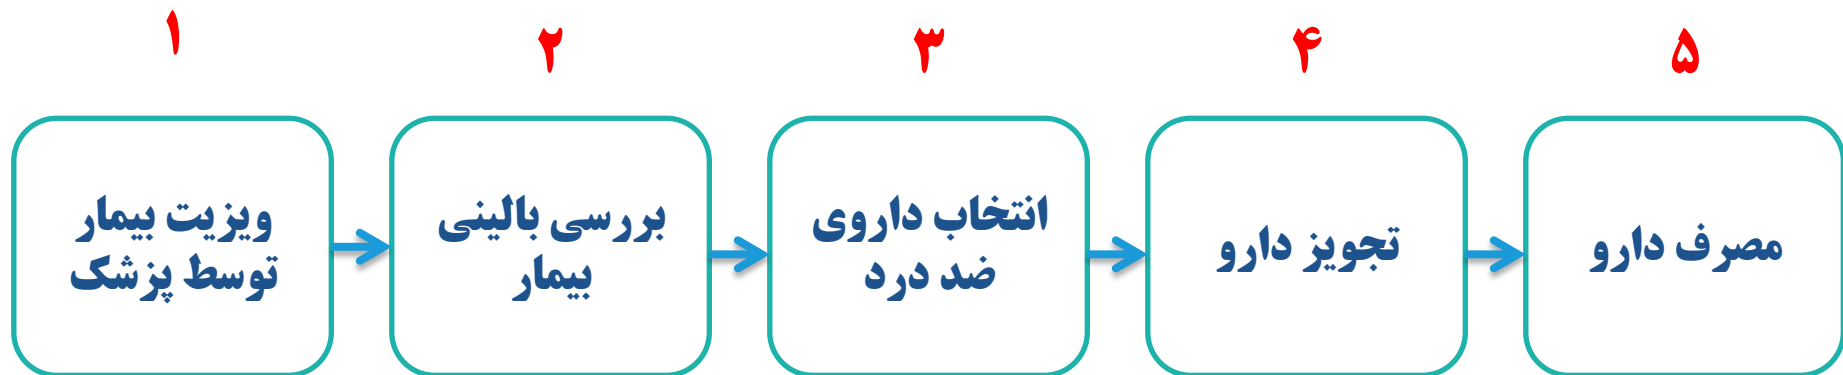 ۱
۲
۳
۴
۵
ویزیت بیمار
توسط پزشک
بررسی بالینی
بیمار
انتخاب داروی
ضد درد
تجویز دارو
مصرف دارو